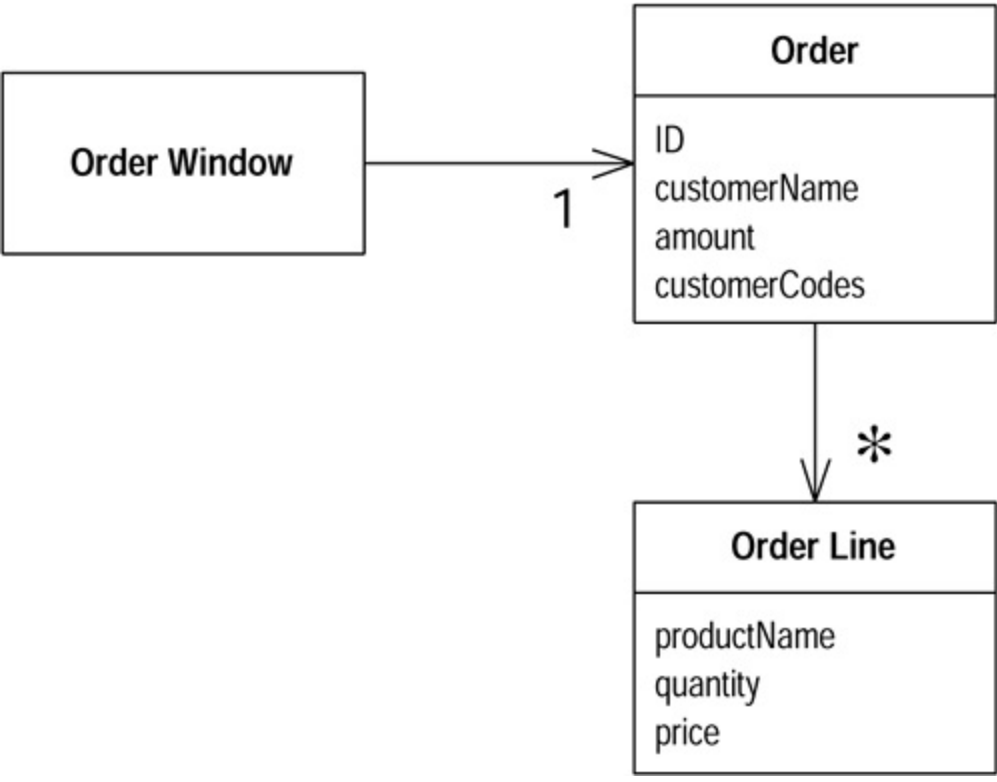 Order Window
1
Order
ID
customerName
amount
customerCodes
*
Order Line
productName
quantity
price